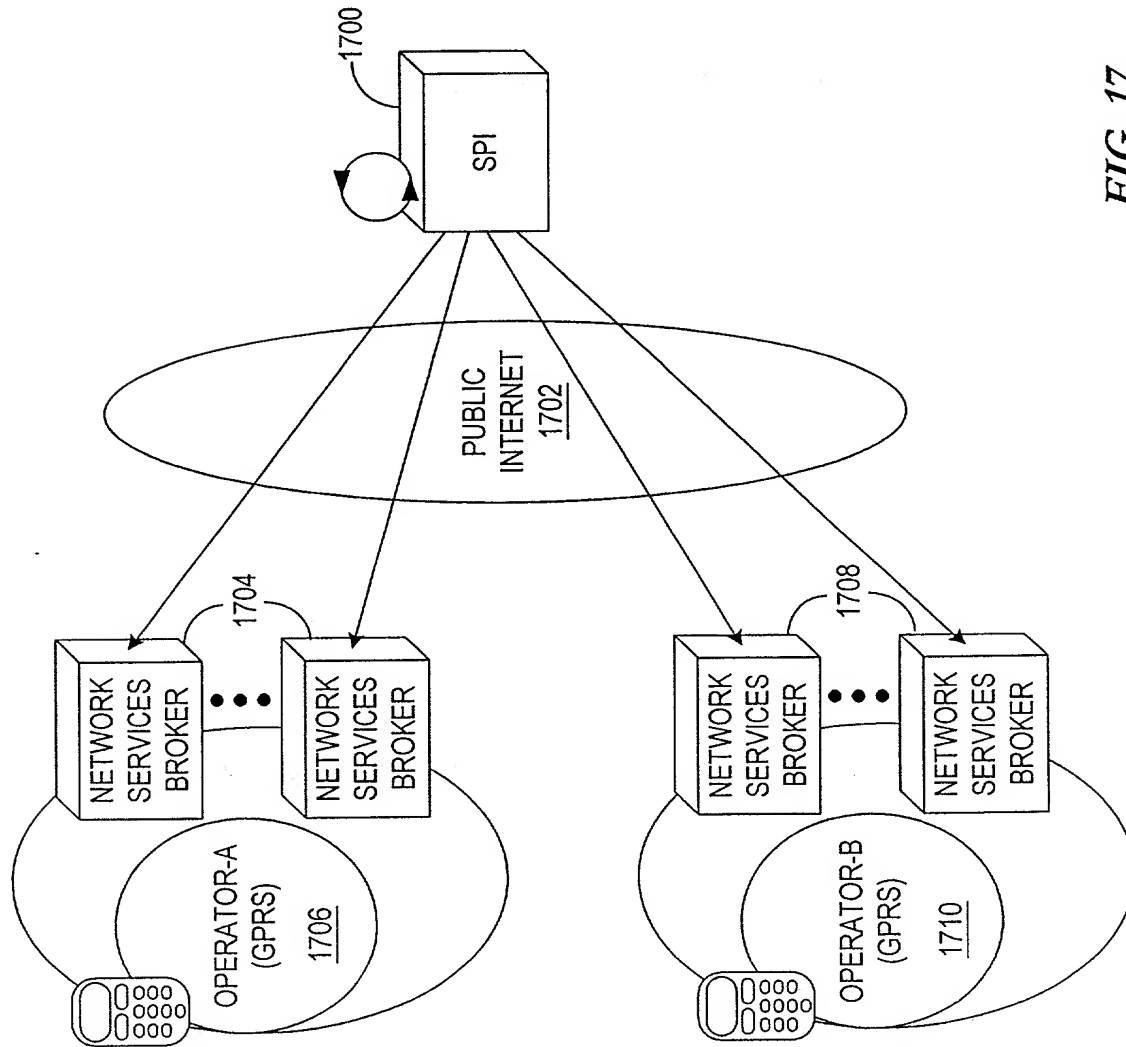 1700
SPI
PUBLIC
INTERNET
1702
1704
NETWORK
SERVICES
BROKER
NETWORK
SERVICES
BROKER
OPERATOR-A
(GPRS)
1706
1708
NETWORK
SERVICES
BROKER
NETWORK
SERVICES
BROKER
OPERATOR-B
(GPRS)
1710
FIG. 17